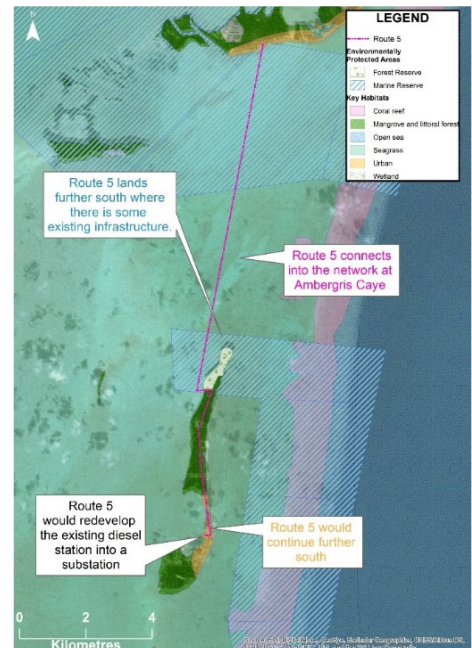 LEGEND
Route 5
Environmentally
Protected Areas
Forest Reserve
Marine Reserve
Key Habitats
Coral reef
Mangrove and littoral forest
Open sea
Seagrass
Urban
Wetland
N
Route 5 lands
further south where
there is some
existing infrastructure.
Route 5 connects
into the network at
Ambergris Caye
Route 5
would redevelop
the existing diesel
station into a
substation
Route 5 would
continue further
south
0 2 4
Kilometres